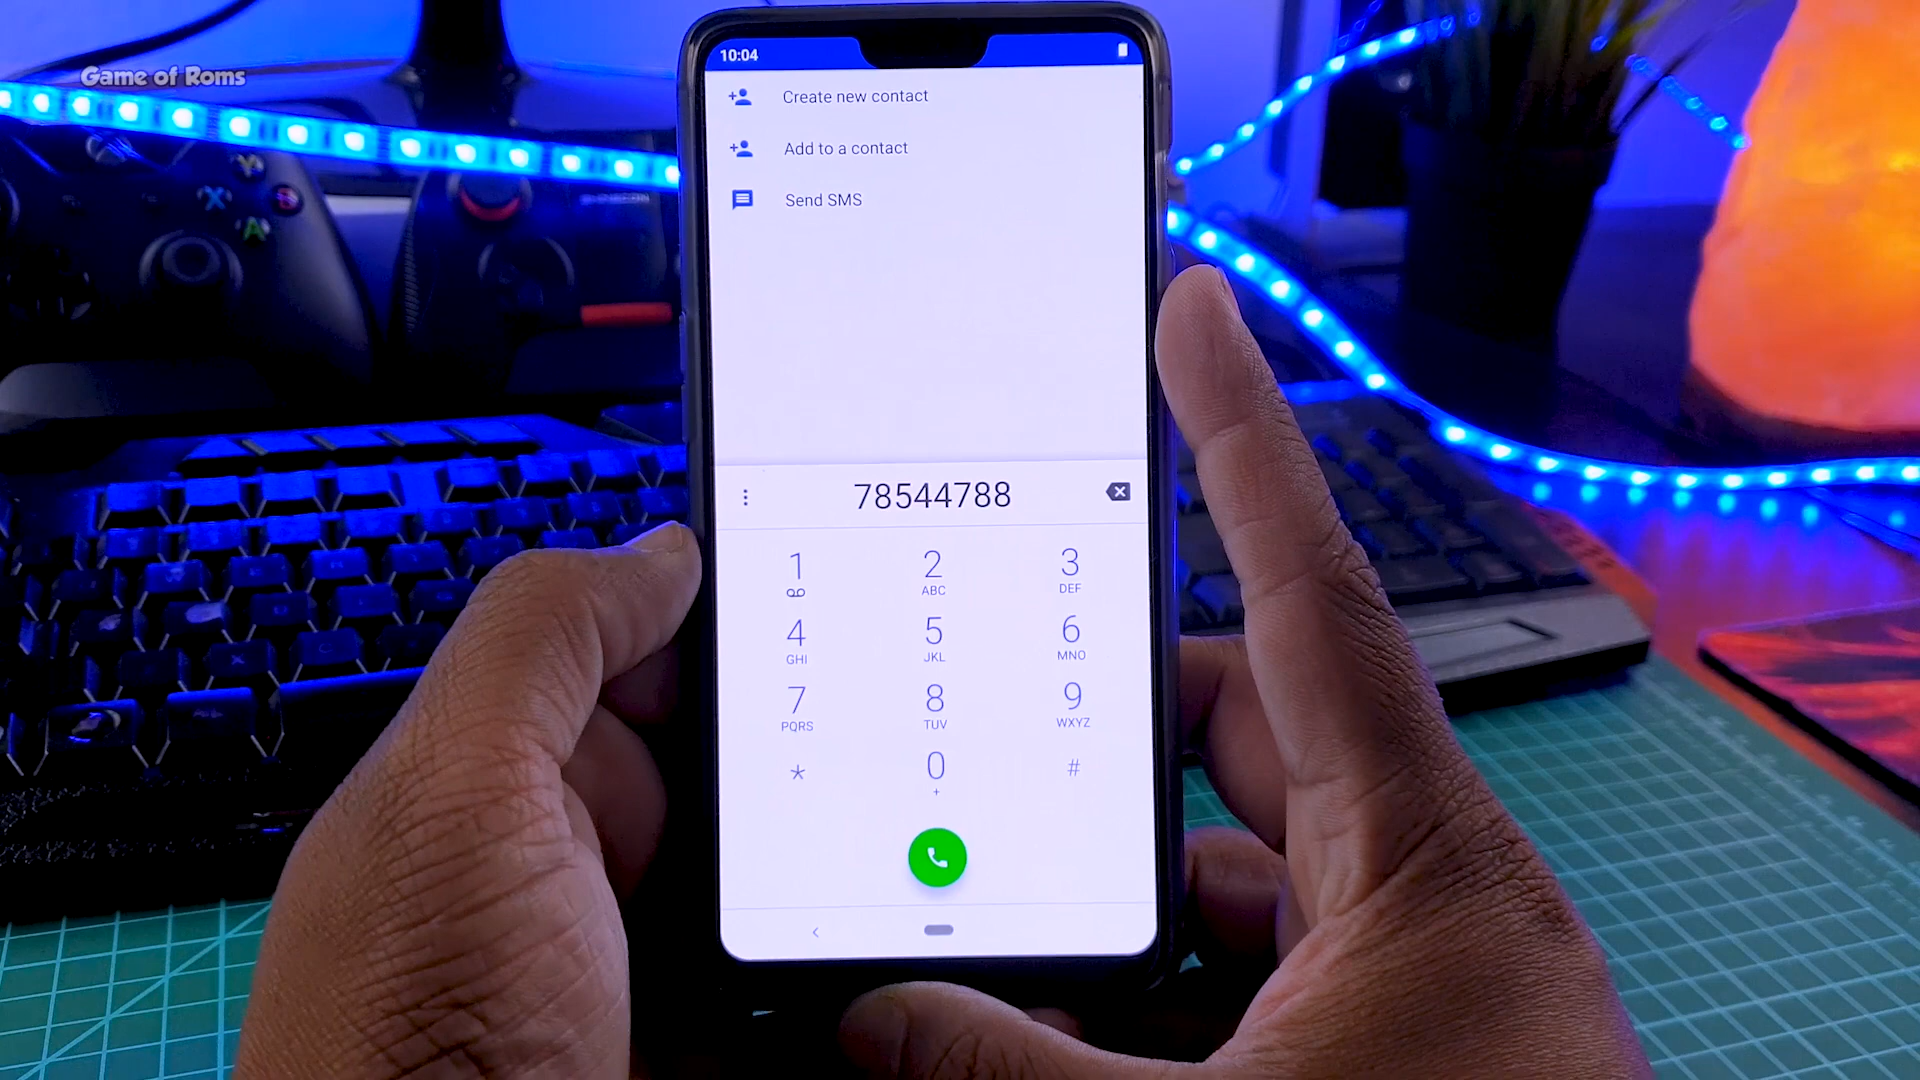 Game of Roms
10:04
Create new contact
Add to a contact
Send SMS
78544788
1 2 3
ABC DEF
4 5 6
GHI JKL MNO
7 8 9
PQRS TUV WXYZ
* 0 #
+
Y
X B
A